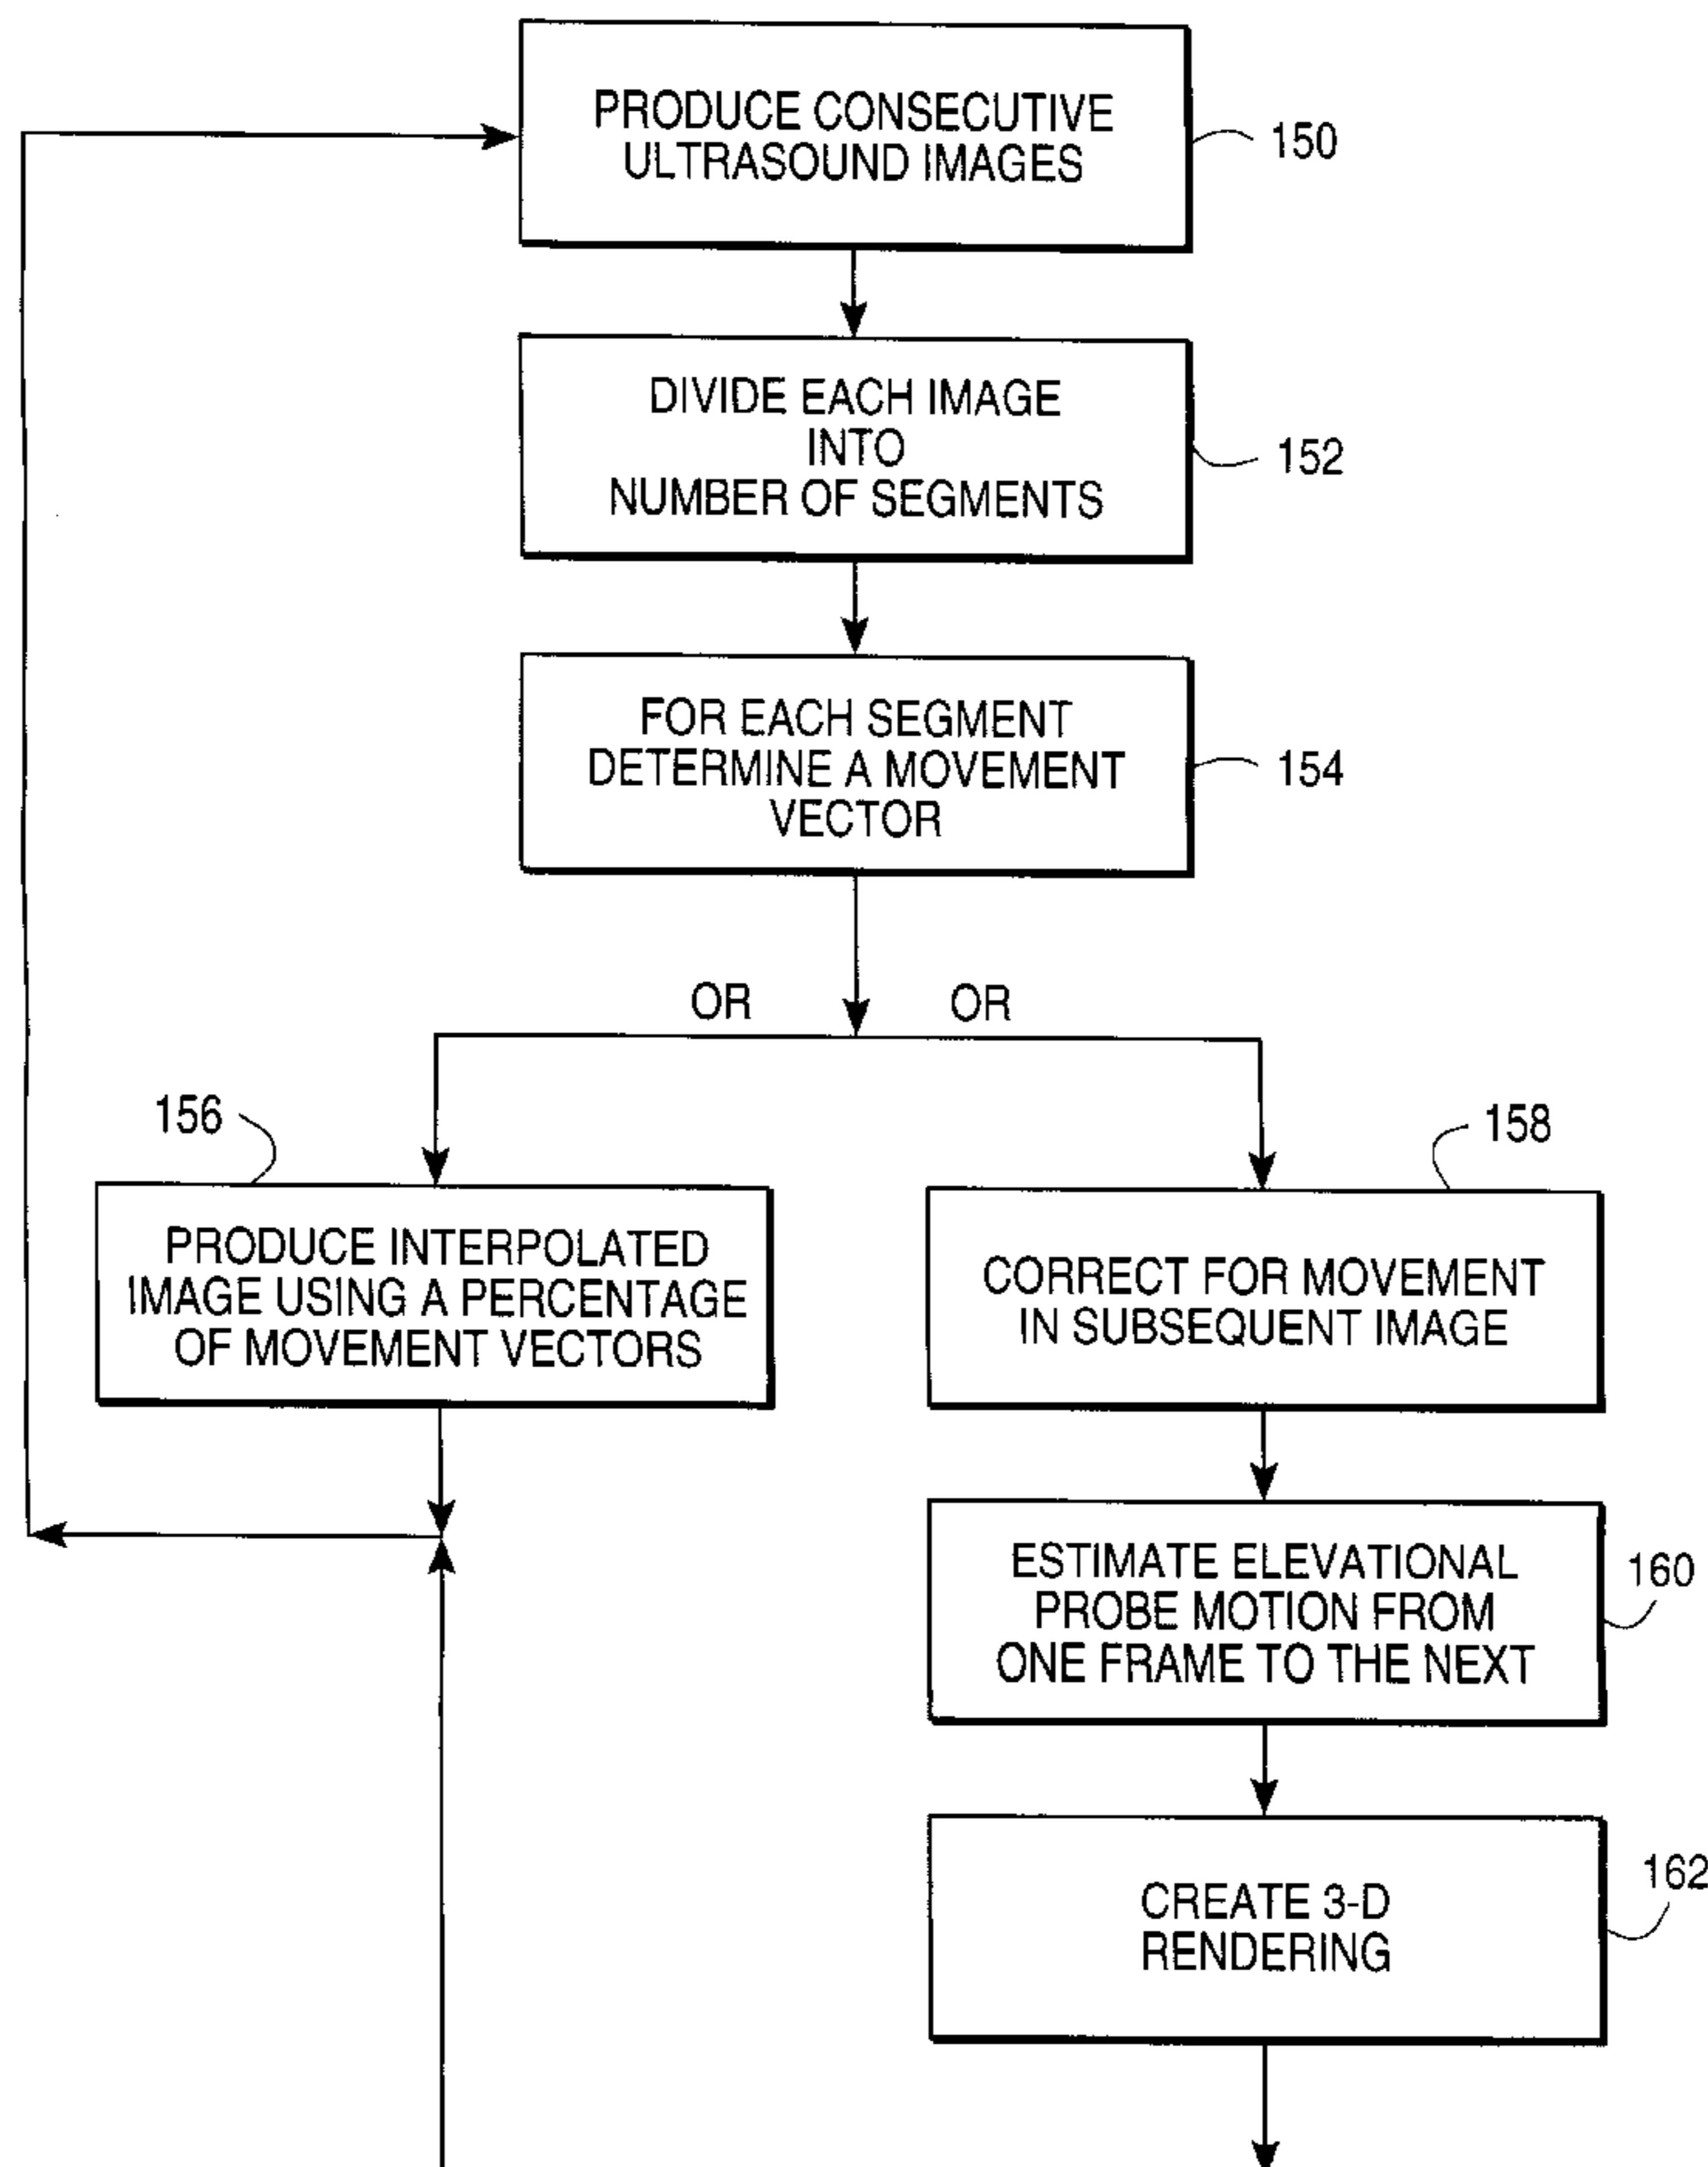 PRODUCE CONSECUTIVE
ULTRASOUND IMAGES
150
DIVIDE EACH IMAGE
INTO
NUMBER OF SEGMENTS
152
FOR EACH SEGMENT
DETERMINE A MOVEMENT
VECTOR
154
OR
OR
156
PRODUCE INTERPOLATED
IMAGE USING A PERCENTAGE
OF MOVEMENT VECTORS
158
CORRECT FOR MOVEMENT
IN SUBSEQUENT IMAGE
ESTIMATE ELEVATIONAL
PROBE MOTION FROM
ONE FRAME TO THE NEXT
160
CREATE 3-D
RENDERING
162